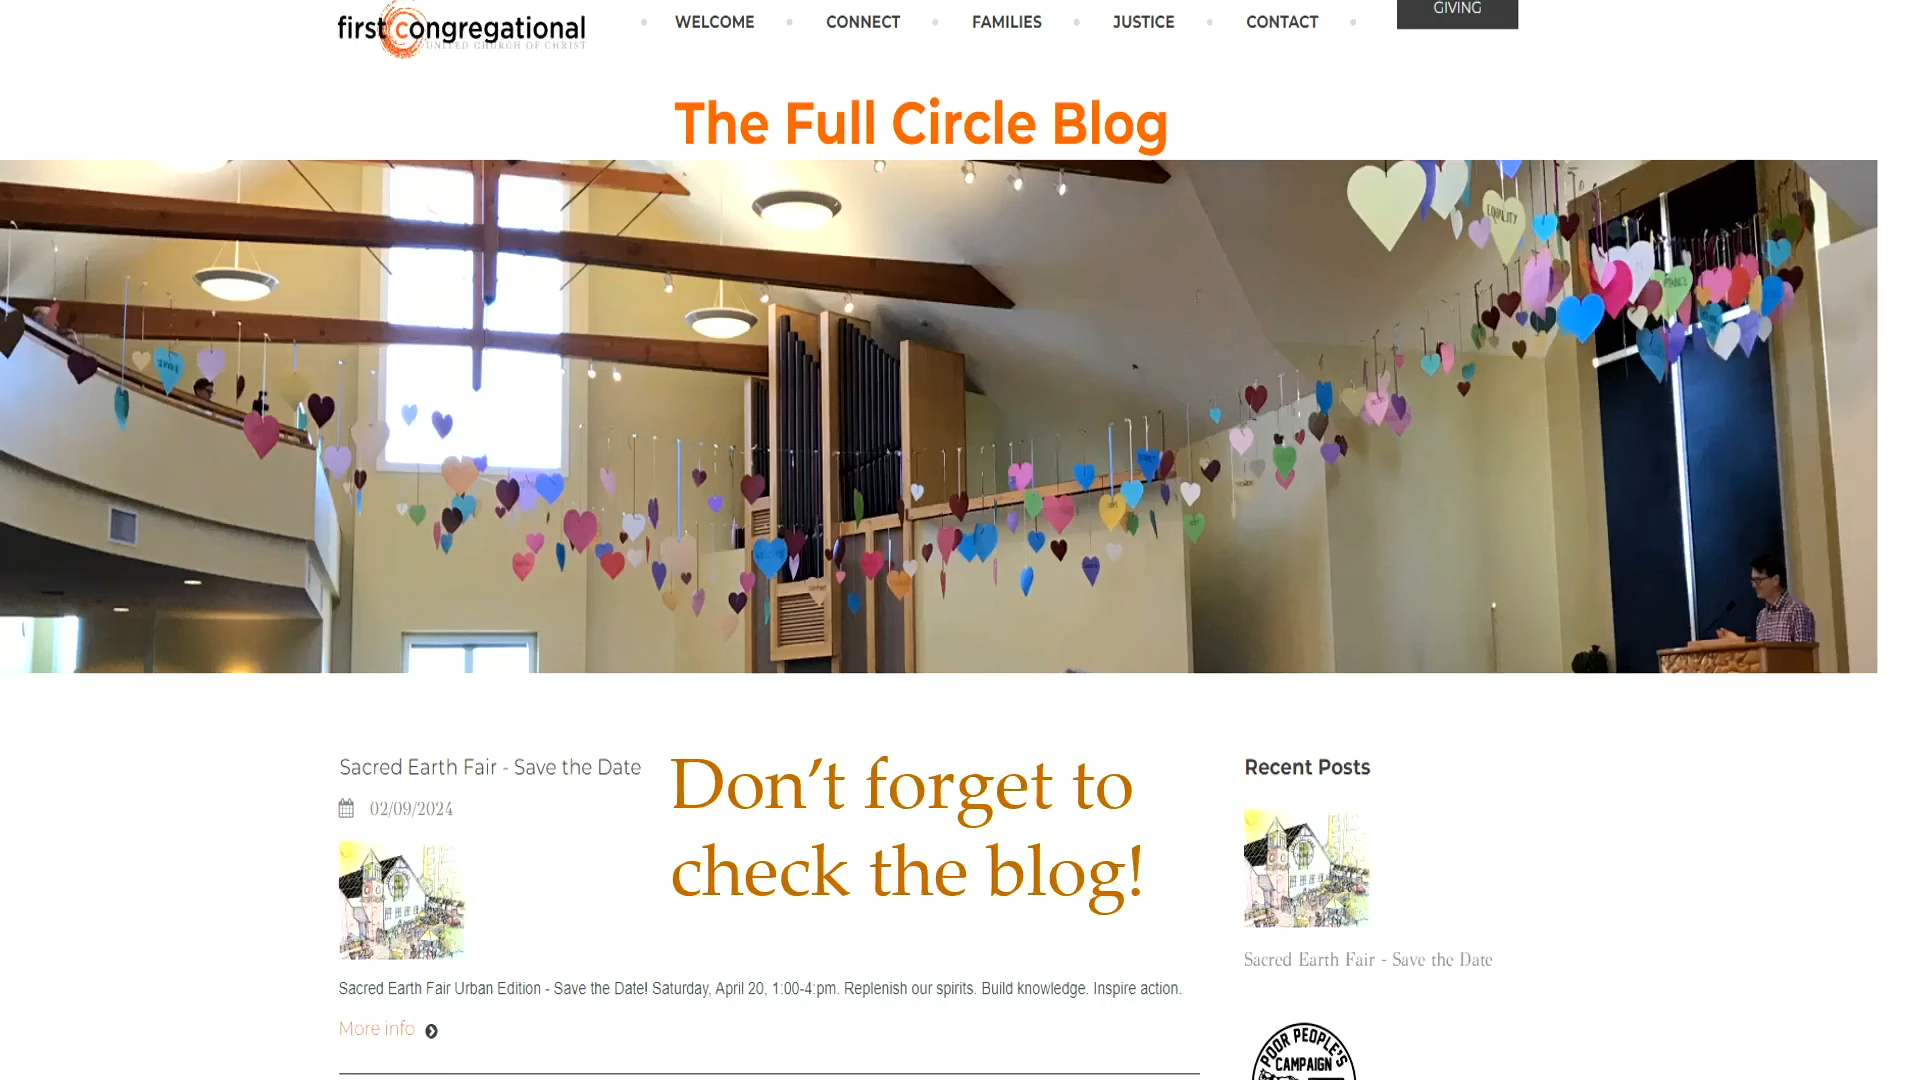 firstcongregational
UNITED CHURCH OF CHRIST
WELCOME
CONNECT
FAMILIES
JUSTICE
CONTACT
GIVING
The Full Circle Blog
EQUALITY
Sacred Earth Fair - Save the Date
02/09/2024
Don’t forget to
check the blog!
Sacred Earth Fair Urban Edition - Save the Date! Saturday, April 20, 1:00-4:pm. Replenish our spirits. Build knowledge. Inspire action.
More info
Recent Posts
Sacred Earth Fair - Save the Date
POOR PEOPLE'S
CAMPAIGN